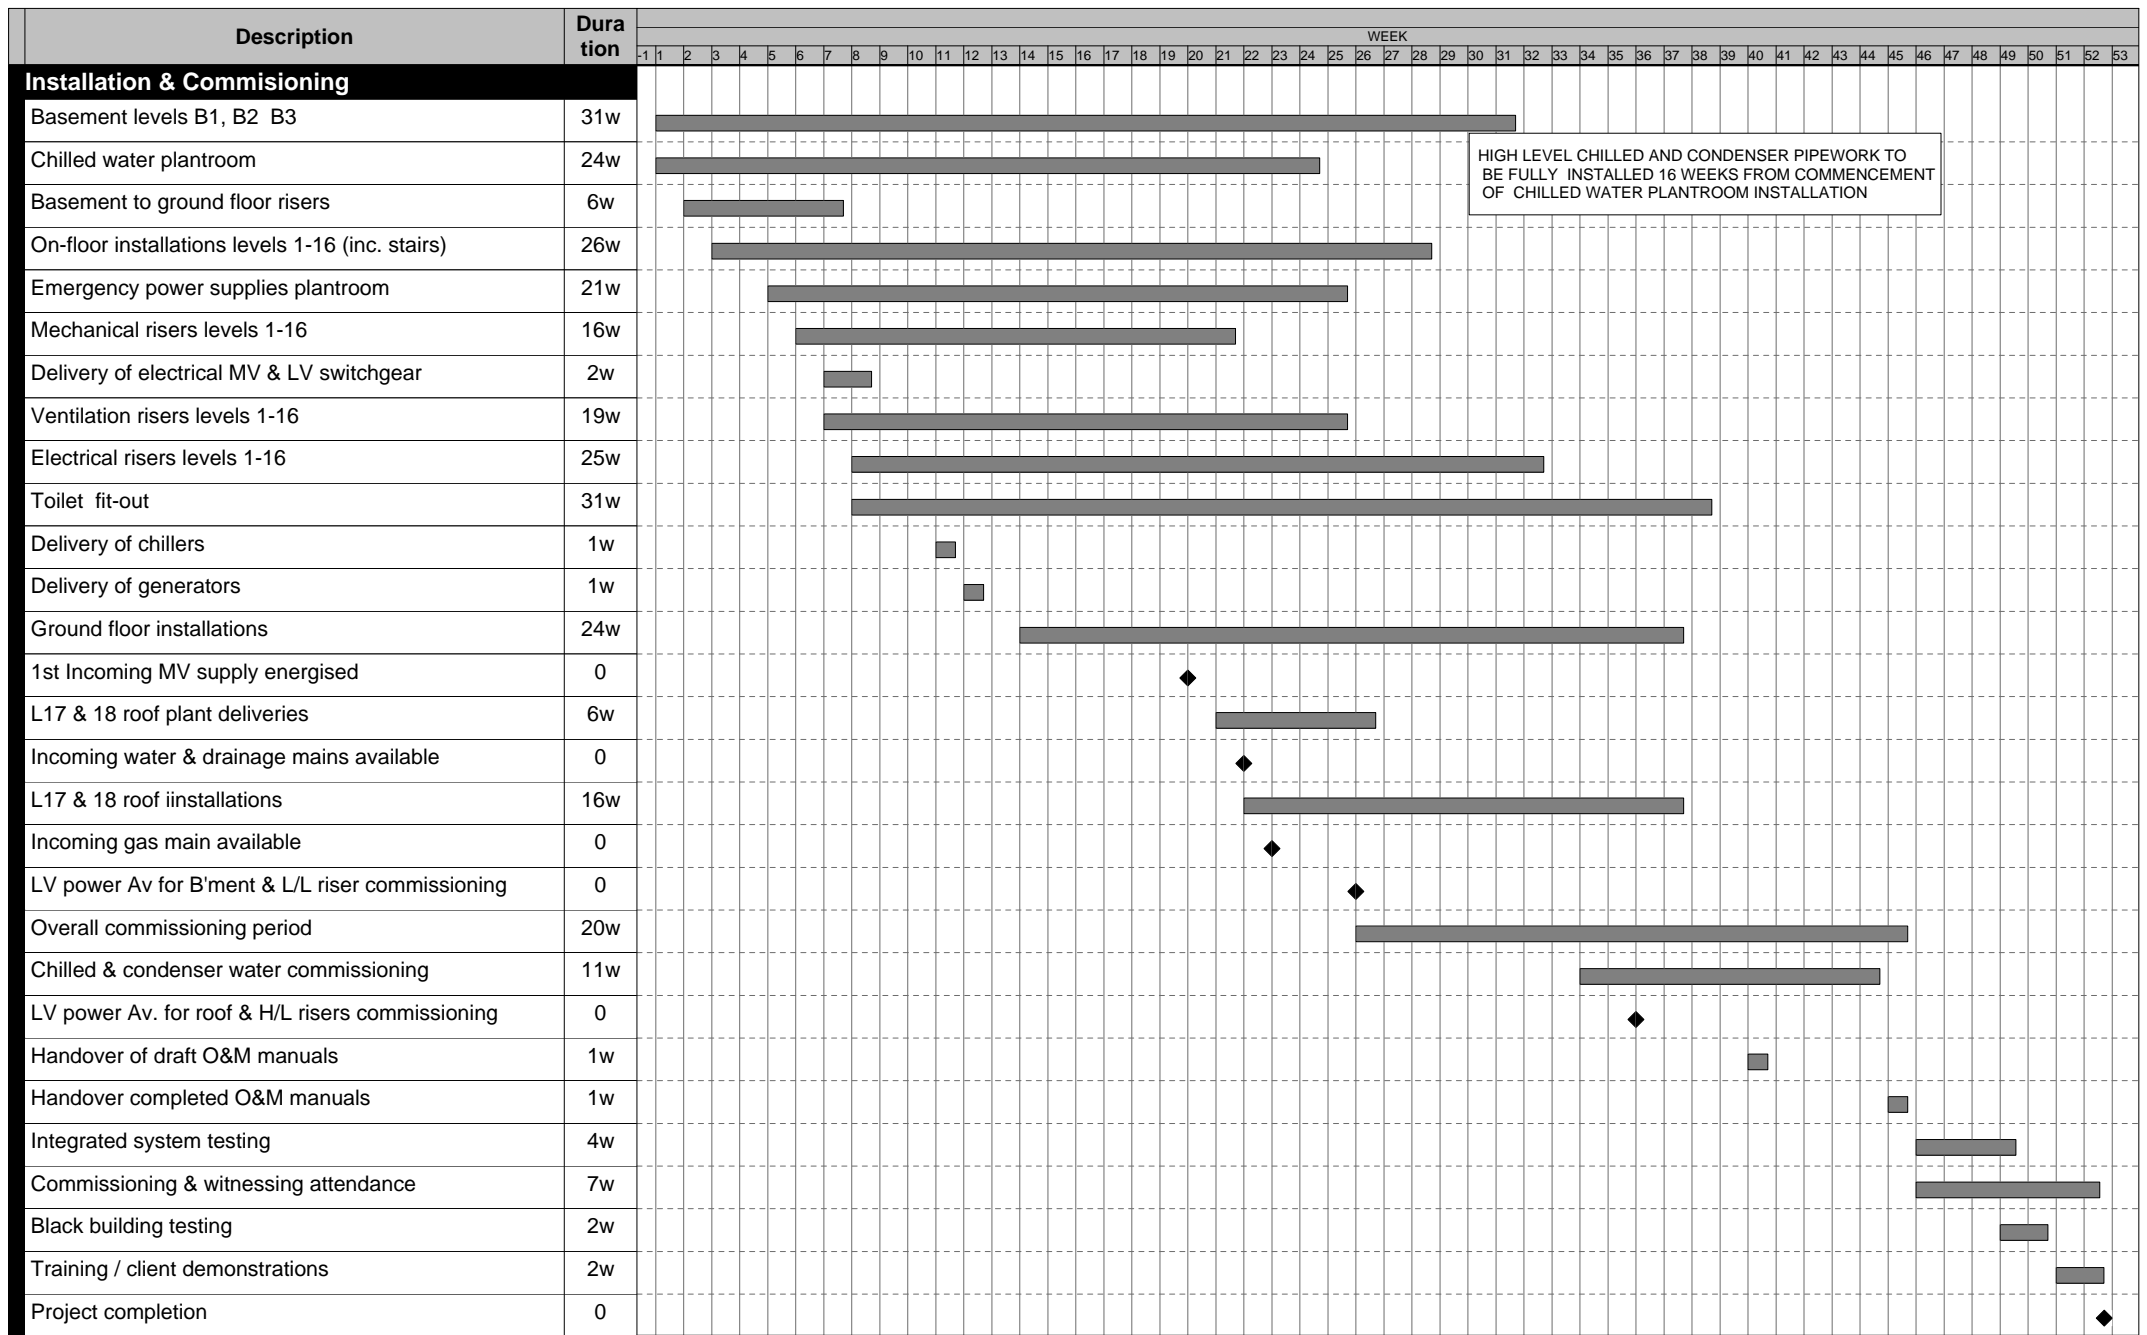 Description
Dura
tion
WEEK
-1 1 2 3 4 5 6 7 8 9 10 11 12 13 14 15 16 17 18 19 20 21 22 23 24 25 26 27 28 29 30 31 32 33 34 35 36 37 38 39 40 41 42 43 44 45 46 47 48 49 50 51 52 53
Installation & Commisioning
Basement levels B1, B2  B3 31w
Chilled water plantroom 24w
HIGH LEVEL CHILLED AND CONDENSER PIPEWORK TO
BE FULLY  INSTALLED 16 WEEKS FROM COMMENCEMENT
OF  CHILLED WATER PLANTROOM INSTALLATION
Basement to ground floor risers 6w
On-floor installations levels 1-16 (inc. stairs) 26w
Emergency power supplies plantroom 21w
Mechanical risers levels 1-16 16w
Delivery of electrical MV & LV switchgear 2w
Ventilation risers levels 1-16 19w
Electrical risers levels 1-16 25w
Toilet  fit-out 31w
Delivery of chillers 1w
Delivery of generators 1w
Ground floor installations 24w
1st Incoming MV supply energised 0
L17 & 18 roof plant deliveries 6w
Incoming water & drainage mains available 0
L17 & 18 roof iinstallations 16w
Incoming gas main available 0
LV power Av for B'ment & L/L riser commissioning 0
Overall commissioning period 20w
Chilled & condenser water commissioning 11w
LV power Av. for roof & H/L risers commissioning 0
Handover of draft O&M manuals 1w
Handover completed O&M manuals 1w
Integrated system testing 4w
Commissioning & witnessing attendance 7w
Black building testing 2w
Training / client demonstrations 2w
Project completion 0